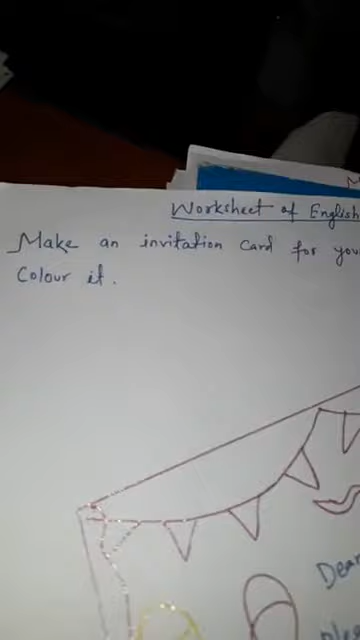 Worksheet of English
Make an invitation card for you
Colour it.
Dear